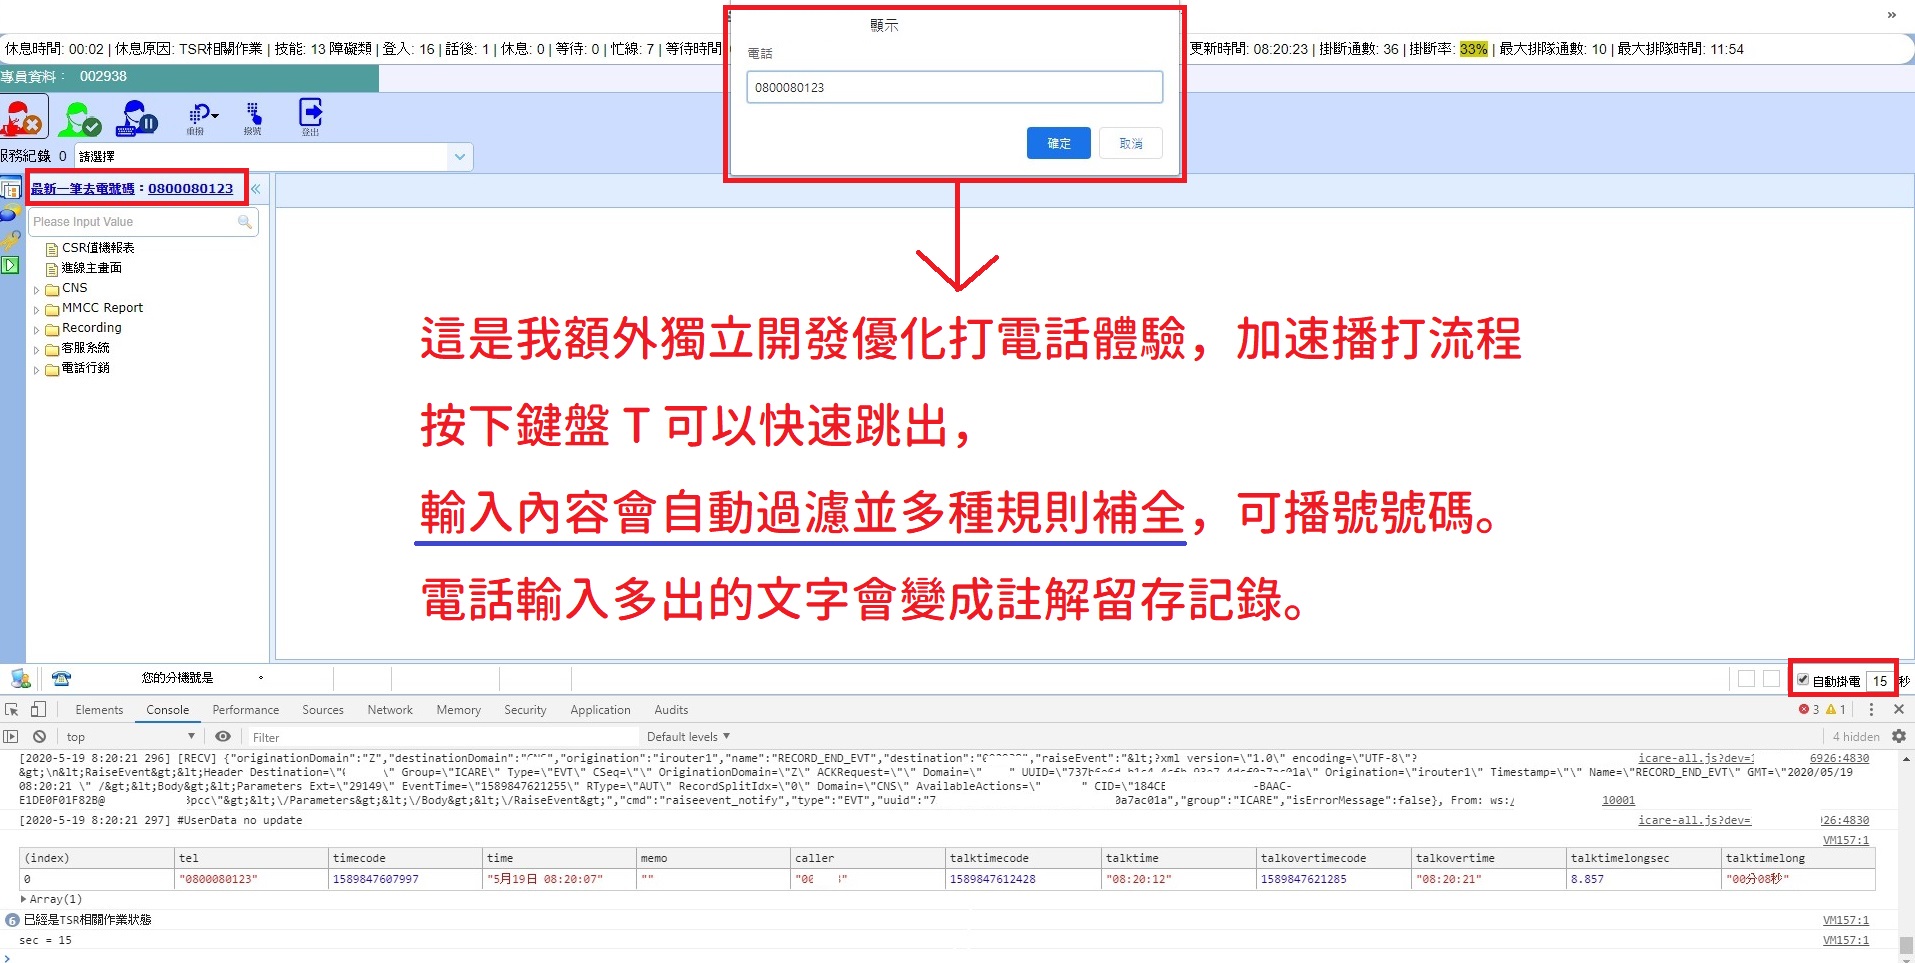 »
顯示
休息時間: 00:02 | 休息原因: TSR相關作業 | 技能: 13 障礙類 | 登入: 16 | 話後: 1 | 休息: 0 | 等待: 0 | 忙線: 7 | 等待時間
更新時間: 08:20:23 | 掛斷通數: 36 | 掛斷率: 33% | 最大排隊通數: 10 | 最大排隊時間: 11:54
電話
專員資料: 002938
0800080123
重撥
撥號
登出
確定
取消
服務紀錄 0 請選擇
最新一筆去電號碼:0800080123
«
Please Input Value
CSR值機報表
進線主畫面
CNS
MMCC Report
Recording
客服系統
電話行銷
這是我額外獨立開發優化打電話體驗，加速播打流程
按下鍵盤 T 可以快速跳出，
輸入內容會自動過濾並多種規則補全，可播號號碼。
電話輸入多出的文字會變成註解留存記錄。
您的分機號是 。
自動掛電 15 秒
Elements Console Performance Sources Network Memory Security Application Audits
3 1
top Filter Default levels ▼ 4 hidden
[2020-5-19 8:20:21 296] [RECV] {"originationDomain":"Z","destinationDomain":" ","origination":"irouter1","name":"RECORD_END_EVT","destination":" ","raiseEvent":"&lt;?xml version=\"1.0\" encoding=\"UTF-8\"?
icare-all.js?dev= 6926:4830
&gt;\n&lt;RaiseEvent&gt;&lt;Header Destination=\" \" Group=\"ICARE\" Type=\"EVT\" CSeq=\"\" OriginationDomain=\"Z\" ACKRequest=\"\" Domain=\" \" Origination=\"irouter1\" Timestamp=\"\" Name=\"RECORD_END_EVT\" GMT=\"2020/05/19
08:20:21 \" /&gt;&lt;Body&gt;&lt;Parameters Ext=\"29149\" EventTime=\"1589847621255\" RType=\"AUT\" RecordSplitIdx=\"0\" Domain=\"CNS\" AvailableActions=\" \" CID=\"184CE -BAAC-
E1DE0F01F82B@ 3pcc\"&gt;&lt;\/Parameters&gt;&lt;\/Body&gt;&lt;\/RaiseEvent&gt;","cmd":"raiseevent_notify","type":"EVT","uuid":"7 0a7ac01a","group":"ICARE","isErrorMessage":false}, From: ws: 10001
[2020-5-19 8:20:21 297] #UserData no update
icare-all.js?dev= 926:4830
VM157:1
(index) tel timecode time memo caller talktimecode talktime talkovertimecode talkovertime talktimelongsec talktimelong
0 "0800080123" 1589847607997 "5月19日 08:20:07" "" 1589847612428 "08:20:12" 1589847621285 "08:20:21" 8.857 "00分08秒"
Array(1)
6 已經是TSR相關作業狀態 VM157:1
sec = 15 VM157:1